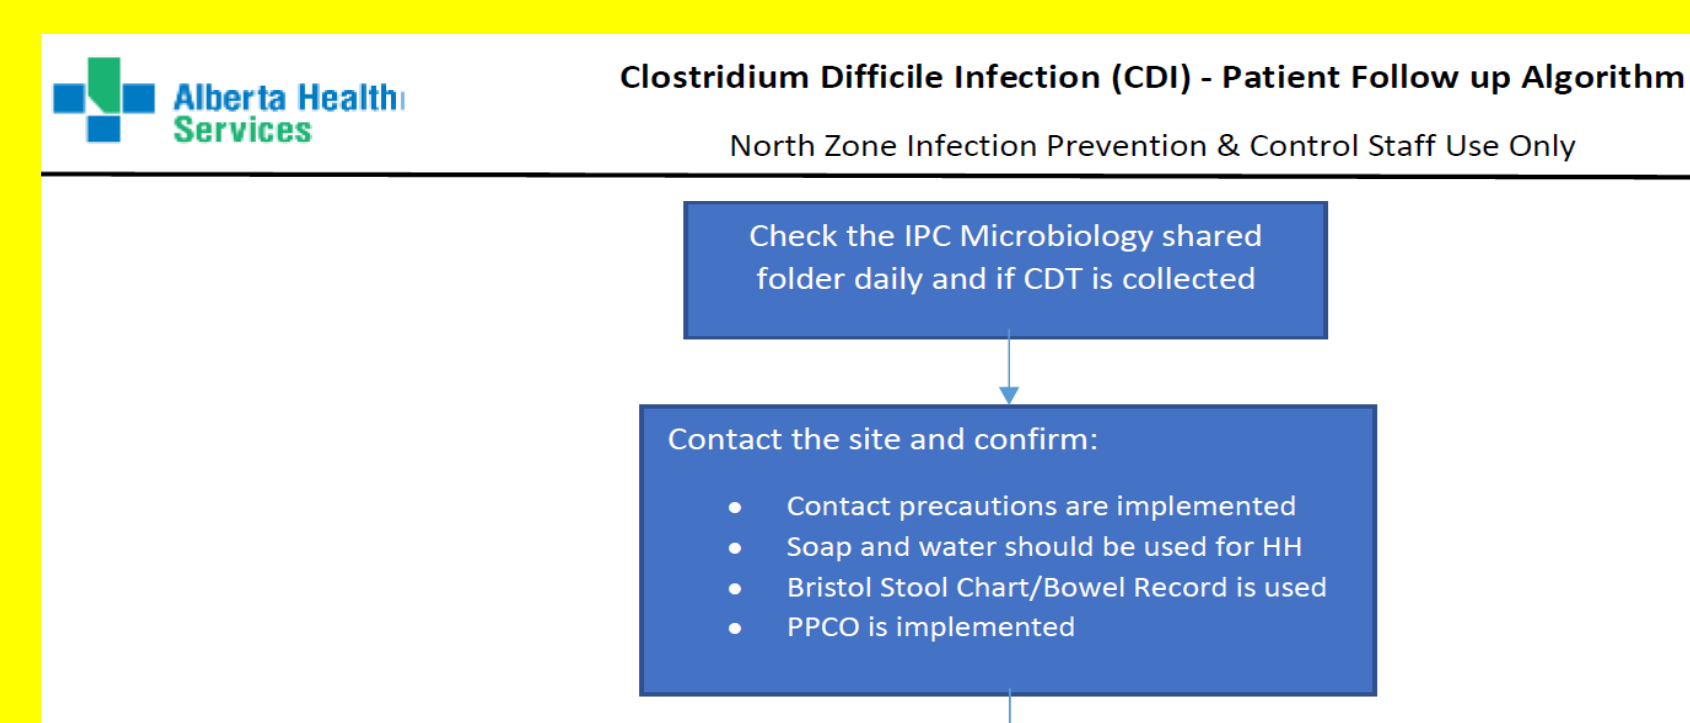 Alberta Health
Services
Clostridium Difficile Infection (CDI) - Patient Follow up Algorithm
North Zone Infection Prevention & Control Staff Use Only
Check the IPC Microbiology shared
folder daily and if CDT is collected
Contact the site and confirm:
● Contact precautions are implemented
● Soap and water should be used for HH
● Bristol Stool Chart/Bowel Record is used
● PPCO is implemented